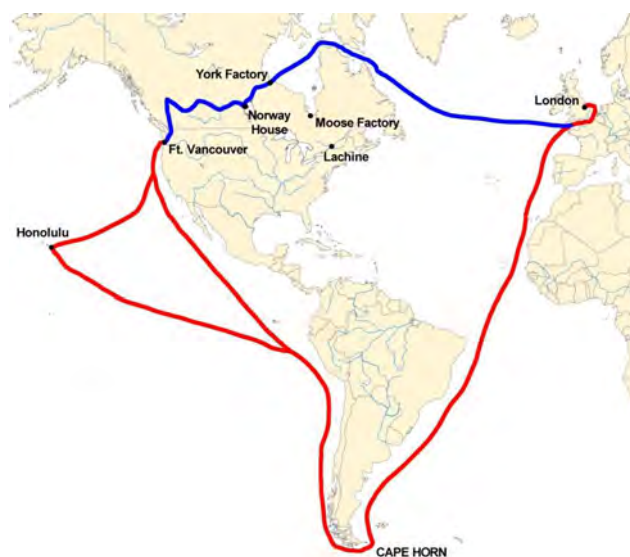 York Factory
London
Norway
House
Moose Factory
Ft. Vancouver
Lachine
Honolulu
CAPE HORN